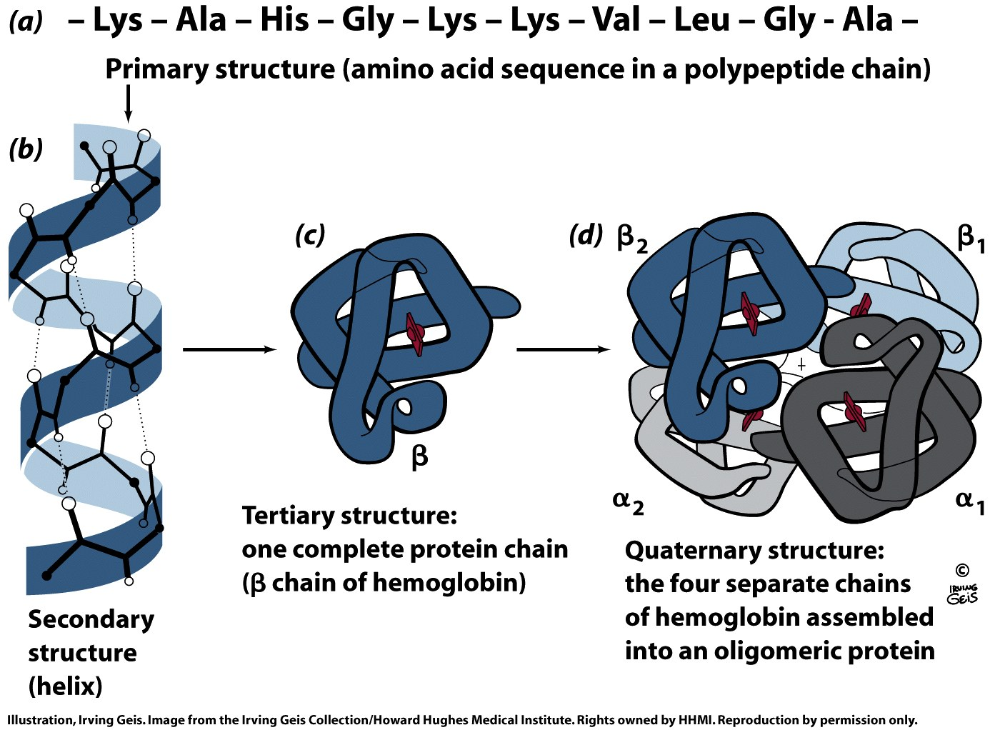 (a) – Lys – Ala – His – Gly – Lys – Lys – Val – Leu – Gly - Ala –
Primary structure (amino acid sequence in a polypeptide chain)
(b)
(c)
(d)
β2
β1
β
α2
α1
Tertiary structure:
one complete protein chain
(β chain of hemoglobin)
Quaternary structure:
the four separate chains
of hemoglobin assembled
into an oligomeric protein
©
IRVING
GEIS
Secondary
structure
(helix)
Illustration, Irving Geis. Image from the Irving Geis Collection/Howard Hughes Medical Institute. Rights owned by HHMI. Reproduction by permission only.